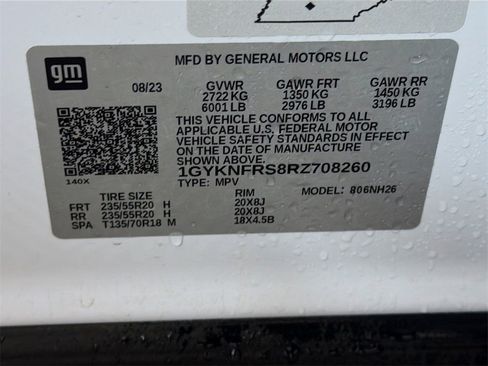 gm
MFD BY GENERAL MOTORS LLC
08/23 GVWR GAWR FRT GAWR RR
2722 KG 1350 KG 1450 KG
6001 LB 2976 LB 3196 LB
THIS VEHICLE CONFORMS TO ALL
APPLICABLE U.S. FEDERAL MOTOR
VEHICLE SAFETY STANDARDS IN EFFECT
ON THE DATE OF MANUFACTURE
SHOWN ABOVE.
140X 1GYKNFRS8RZ708260
TYPE: MPV MODEL: 806NH26
TIRE SIZE RIM
FRT 235/55R20 H 20X8J
RR 235/55R20 H 20X8J
SPA T135/70R18 M 18X4.5B